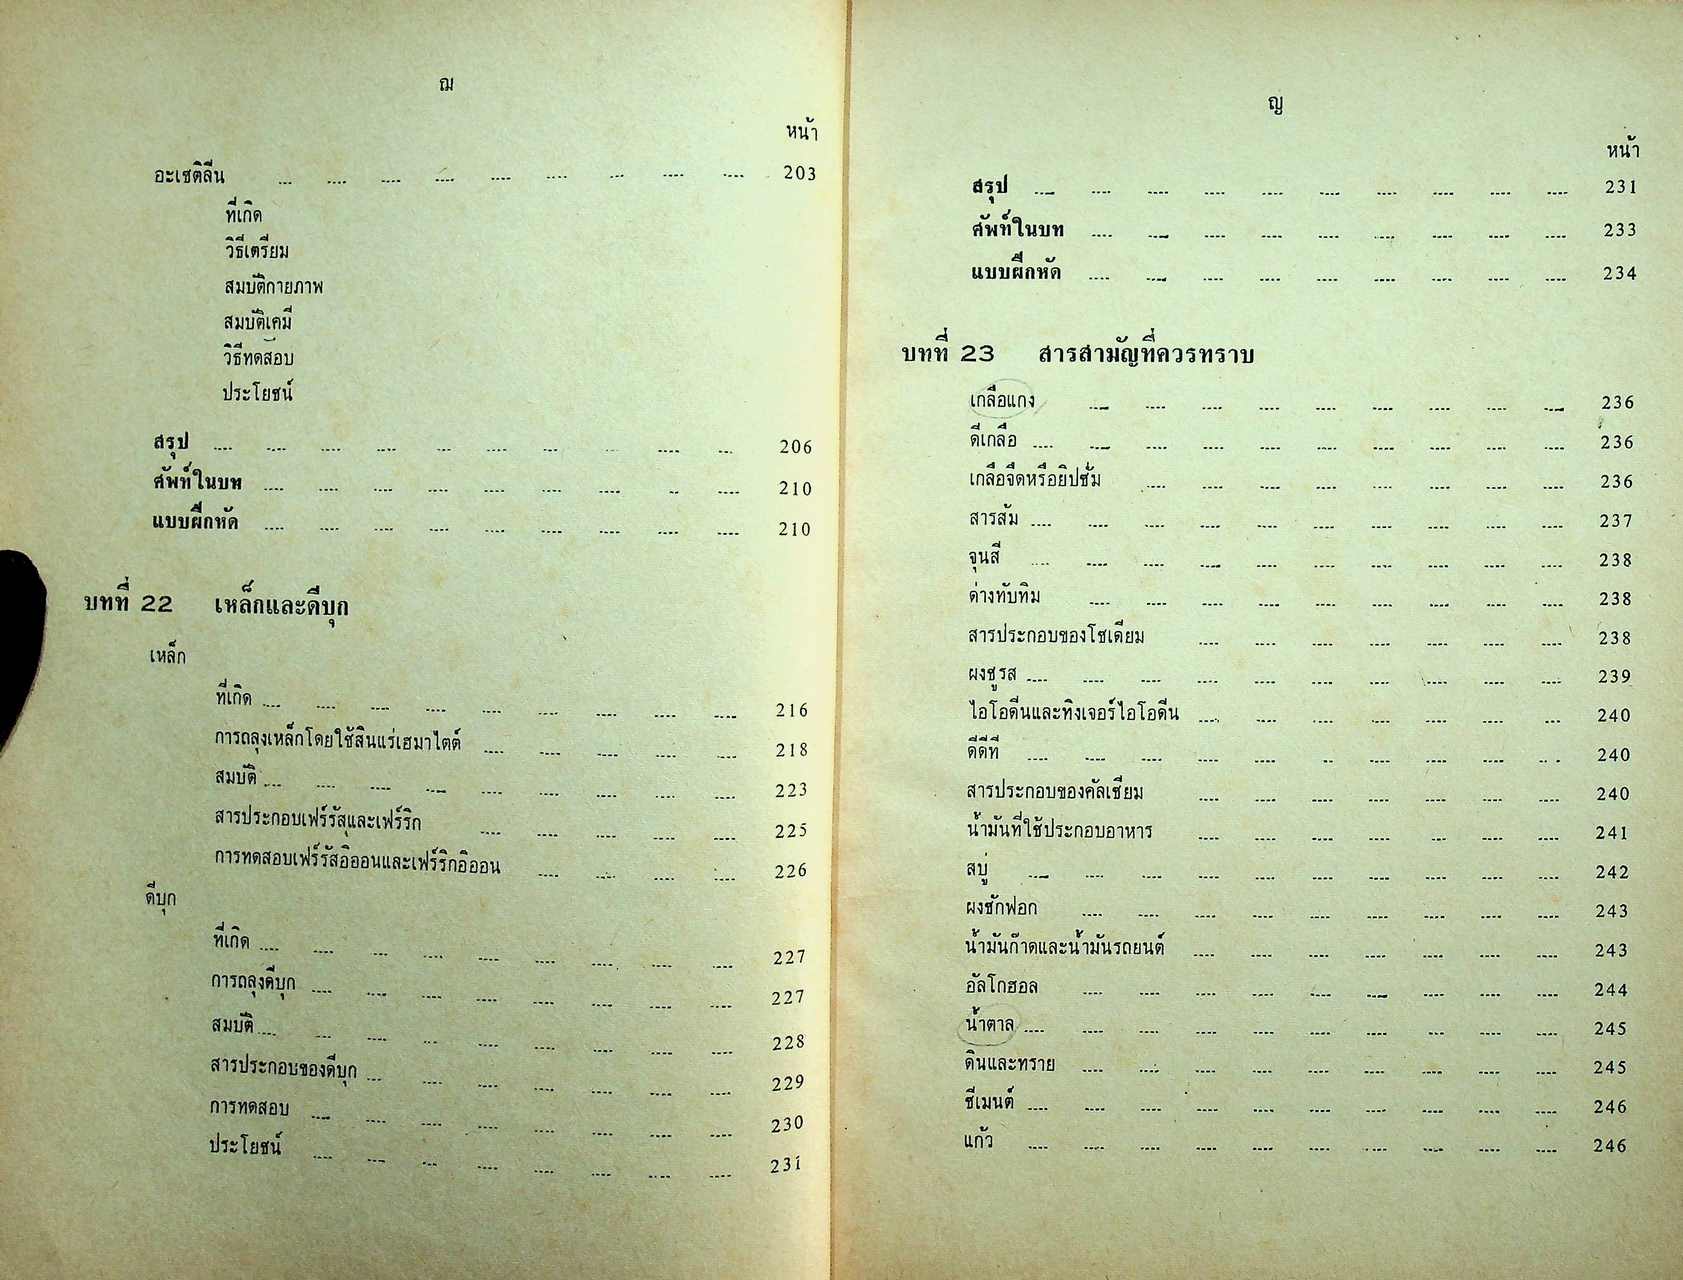 ฌ
หน้า
อะเซติลีน .... .... .... .... .... .... .... .... .... 203
ที่เกิด
วิธีเตรียม
สมบัติกายภาพ
สมบัติเคมี
วิธีทดสอบ
ประโยชน์
สรุป .... .... .... .... .... .... .... .... .... .... 206
ศัพท์ในบท .... .... .... .... .... .... .... .... .... 210
แบบฝึกหัด .... .... .... .... .... .... .... .... .... 210
บทที่ 22 เหล็กและดีบุก
เหล็ก
ที่เกิด .... .... .... .... .... .... .... .... .... 216
การถลุงเหล็กโดยใช้สินแร่เฮมาไตต์ .... .... .... .... .... 218
สมบัติ .... .... .... .... .... .... .... .... .... 223
สารประกอบเฟร์รัสและเฟร์ริก .... .... .... .... .... 225
การทดสอบเฟร์รัสอิออนและเฟร์ริกอิออน .... .... .... .... 226
ดีบุก
ที่เกิด .... .... .... .... .... .... .... .... .... 227
การถลุงดีบุก .... .... .... .... .... .... .... .... 227
สมบัติ .... .... .... .... .... .... .... .... .... 228
สารประกอบของดีบุก .... .... .... .... .... .... .... 229
การทดสอบ .... .... .... .... .... .... .... .... 230
ประโยชน์ .... .... .... .... .... .... .... .... 231
ญ
หน้า
สรุป .... .... .... .... .... .... .... .... .... .... 231
ศัพท์ในบท .... .... .... .... .... .... .... .... .... 233
แบบฝึกหัด .... .... .... .... .... .... .... .... .... 234
บทที่ 23 สารสามัญที่ควรทราบ
เกลือแกง .... .... .... .... .... .... .... .... .... 236
ดีเกลือ .... .... .... .... .... .... .... .... .... .... 236
เกลือจืดหรือยิปซั่ม .... .... .... .... .... .... .... .... 236
สารส้ม .... .... .... .... .... .... .... .... .... .... 237
จุนสี .... .... .... .... .... .... .... .... .... .... 238
ด่างทับทิม .... .... .... .... .... .... .... .... .... 238
สารประกอบของโซเดียม .... .... .... .... .... .... .... 238
ผงชูรส .... .... .... .... .... .... .... .... .... .... 239
ไอโอดีนและทิงเจอร์ไอโอดีน .... .... .... .... .... .... .... 240
ดีดีที .... .... .... .... .... .... .... .... .... .... 240
สารประกอบของคัลเซียม .... .... .... .... .... .... .... 240
น้ำมันที่ใช้ประกอบอาหาร .... .... .... .... .... .... .... 241
สบู่ .... .... .... .... .... .... .... .... .... .... 242
ผงซักฟอก .... .... .... .... .... .... .... .... .... 243
น้ำมันก๊าดและน้ำมันรถยนต์ .... .... .... .... .... .... .... 243
อัลโกฮอล .... .... .... .... .... .... .... .... .... 244
น้ำตาล .... .... .... .... .... .... .... .... .... .... 245
ดินและทราย .... .... .... .... .... .... .... .... .... 245
ซีเมนต์ .... .... .... .... .... .... .... .... .... .... 246
แก้ว .... .... .... .... .... .... .... .... .... .... 246